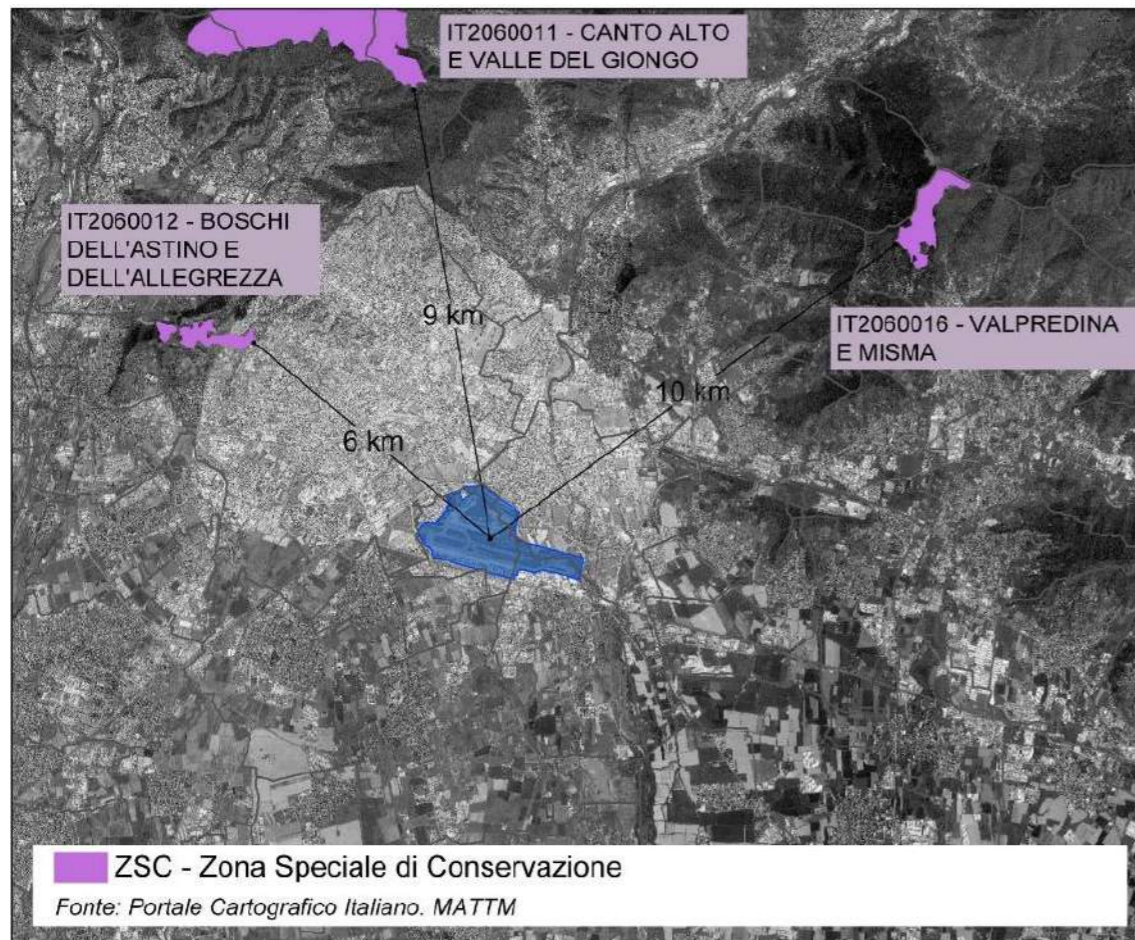 IT2060011 - CANTO ALTO
E VALLE DEL GIONGO
IT2060012 - BOSCHI
DELL'ASTINO E
DELL'ALLEGREZZA
9 km
IT2060016 - VALPREDINA
E MISMA
10 km
6 km
ZSC - Zona Speciale di Conservazione
Fonte: Portale Cartografico Italiano. MATTM